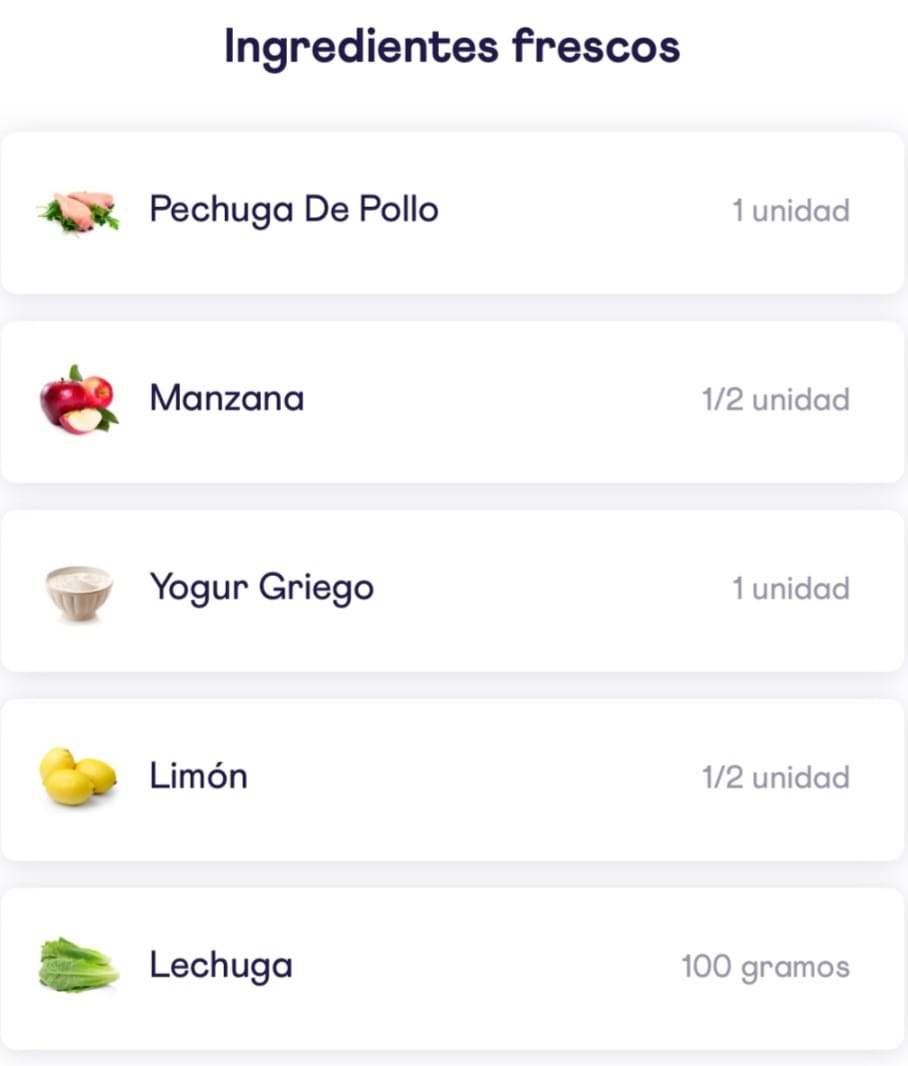 Ingredientes frescos
Pechuga De Pollo 1 unidad
Manzana 1/2 unidad
Yogur Griego 1 unidad
Limón 1/2 unidad
Lechuga 100 gramos